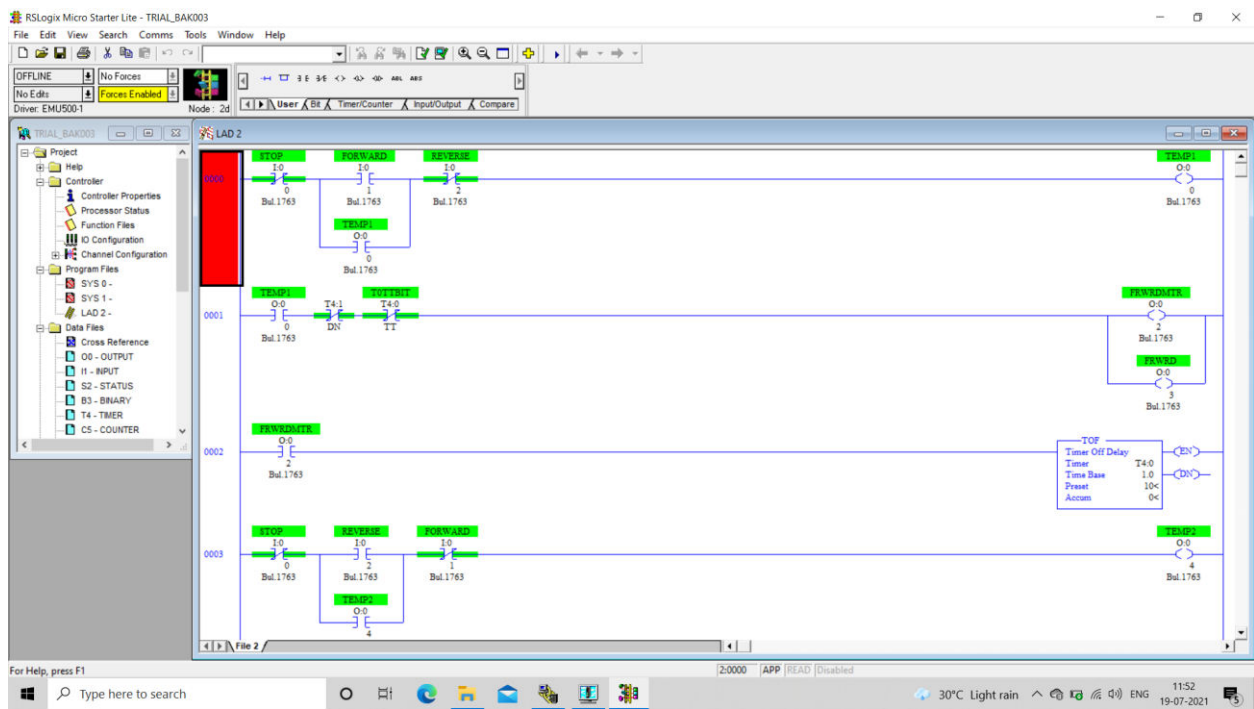 RSLogix Micro Starter Lite - TRIAL_BAK003
File Edit View Search Comms Tools Window Help
OFFLINE No Forces
No Edits Forces Enabled
Driver: EMU500-1 Node : 2d
ABL ABS
User Bit Timer/Counter Input/Output Compare
TRIAL_BAK003
Project
Help
Controller
Controller Properties
Processor Status
Function Files
IO Configuration
Channel Configuration
Program Files
SYS 0 -
SYS 1 -
LAD 2 -
Data Files
Cross Reference
O0 - OUTPUT
I1 - INPUT
S2 - STATUS
B3 - BINARY
T4 - TIMER
C5 - COUNTER
LAD 2
STOP FORWARD REVERSE TEMP1
I:0 I:0 I:0 O:0
0000
0 1 2 0
Bul.1763 Bul.1763 Bul.1763 Bul.1763
TEMP1
O:0
0
Bul.1763
TEMP1 T0TTBIT FRWRDMTR
O:0 T4:1 T4:0 O:0
0001
0 DN TT 2
Bul.1763 Bul.1763
FRWRD
O:0
3
Bul.1763
FRWRDMTR
O:0
0002
2
Bul.1763
TOF
Timer Off Delay EN
Timer T4:0
Time Base 1.0 DN
Preset 10<
Accum 0<
STOP REVERSE FORWARD TEMP2
I:0 I:0 I:0 O:0
0003
0 2 1 4
Bul.1763 Bul.1763 Bul.1763 Bul.1763
TEMP2
O:0
4
File 2
For Help, press F1 2:0000 APP READ Disabled
Type here to search 30°C Light rain ENG 11:52
19-07-2021
5